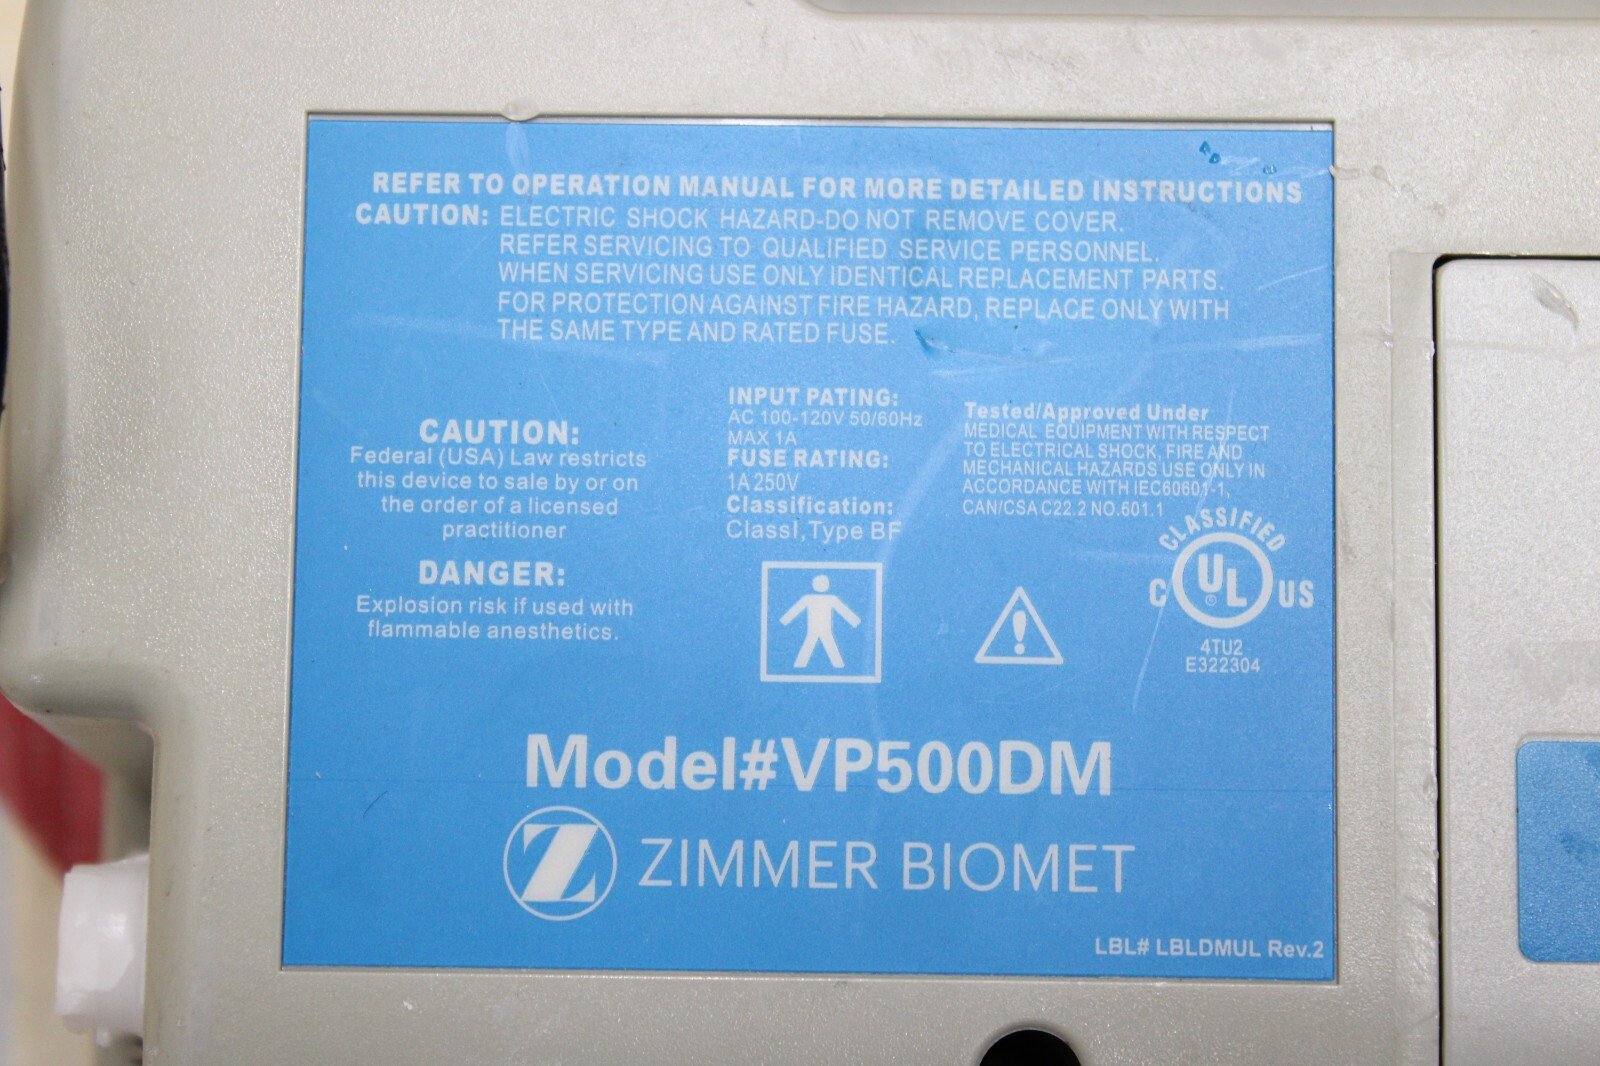 REFER TO OPERATION MANUAL FOR MORE DETAILED INSTRUCTIONS
CAUTION: ELECTRIC SHOCK HAZARD-DO NOT REMOVE COVER.
REFER SERVICING TO QUALIFIED SERVICE PERSONNEL.
WHEN SERVICING USE ONLY IDENTICAL REPLACEMENT PARTS.
FOR PROTECTION AGAINST FIRE HAZARD, REPLACE ONLY WITH
THE SAME TYPE AND RATED FUSE.
CAUTION:
Federal (USA) Law restricts
this device to sale by or on
the order of a licensed
practitioner
DANGER:
Explosion risk if used with
flammable anesthetics.
INPUT PATING:
AC 100-120V 50/60Hz
MAX 1A
FUSE RATING:
1A 250V
Classification:
ClassI, Type BF
Tested/Approved Under
MEDICAL EQUIPMENT WITH RESPECT
TO ELECTRICAL SHOCK, FIRE AND
MECHANICAL HAZARDS USE ONLY IN
ACCORDANCE WITH IEC60601-1,
CAN/CSA C22.2 NO.601.1
CLASSIFIED
C UL ® US
4TU2
E322304
!
Model#VP500DM
Z ZIMMER BIOMET
LBL# LBLDMUL Rev.2